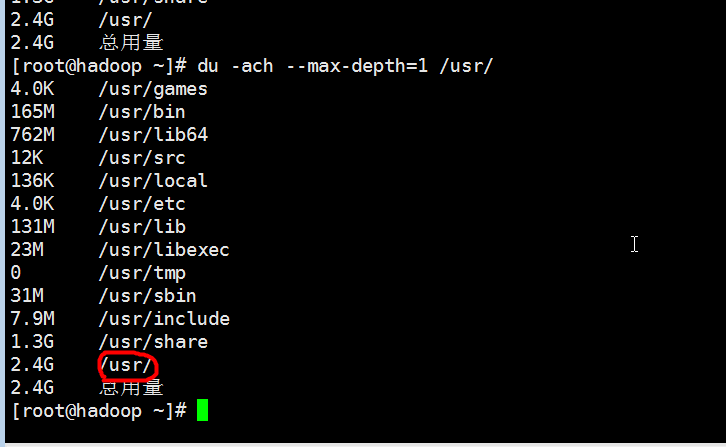 2.4G    /usr/
2.4G    总用量
[root@hadoop ~]# du -ach --max-depth=1 /usr/
4.0K    /usr/games
165M    /usr/bin
762M    /usr/lib64
12K     /usr/src
136K    /usr/local
4.0K    /usr/etc
131M    /usr/lib
23M     /usr/libexec
0       /usr/tmp
31M     /usr/sbin
7.9M    /usr/include
1.3G    /usr/share
2.4G    /usr/
2.4G    总用量
[root@hadoop ~]#